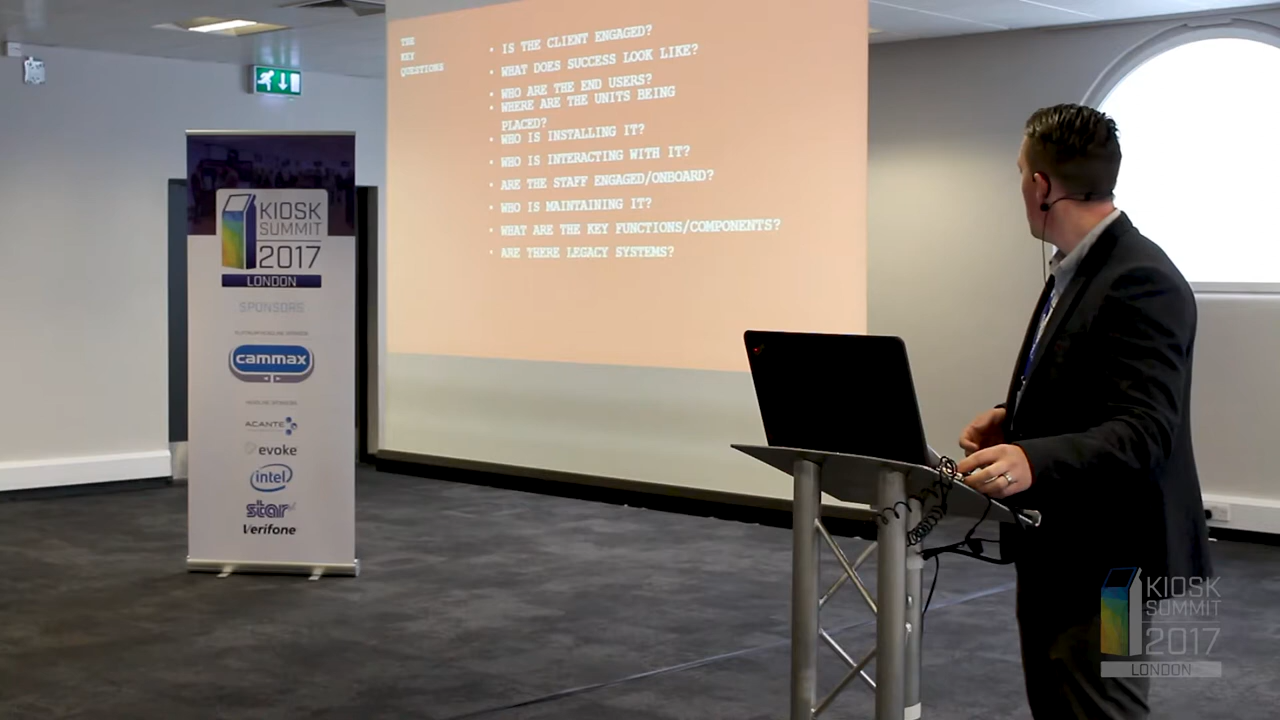 THE
KEY
QUESTIONS
• IS THE CLIENT ENGAGED?
• WHAT DOES SUCCESS LOOK LIKE?
• WHO ARE THE END USERS?
• WHERE ARE THE UNITS BEING
PLACED?
• WHO IS INSTALLING IT?
• WHO IS INTERACTING WITH IT?
• ARE THE STAFF ENGAGED/ONBOARD?
• WHO IS MAINTAINING IT?
• WHAT ARE THE KEY FUNCTIONS/COMPONENTS?
• ARE THERE LEGACY SYSTEMS?
KIOSK
SUMMIT
2017
LONDON
SPONSORS
cammax
HEADLINE SPONSORS
ACANTE
evoke
intel
star
Verifone
KIOSK
SUMMIT
2017
LONDON